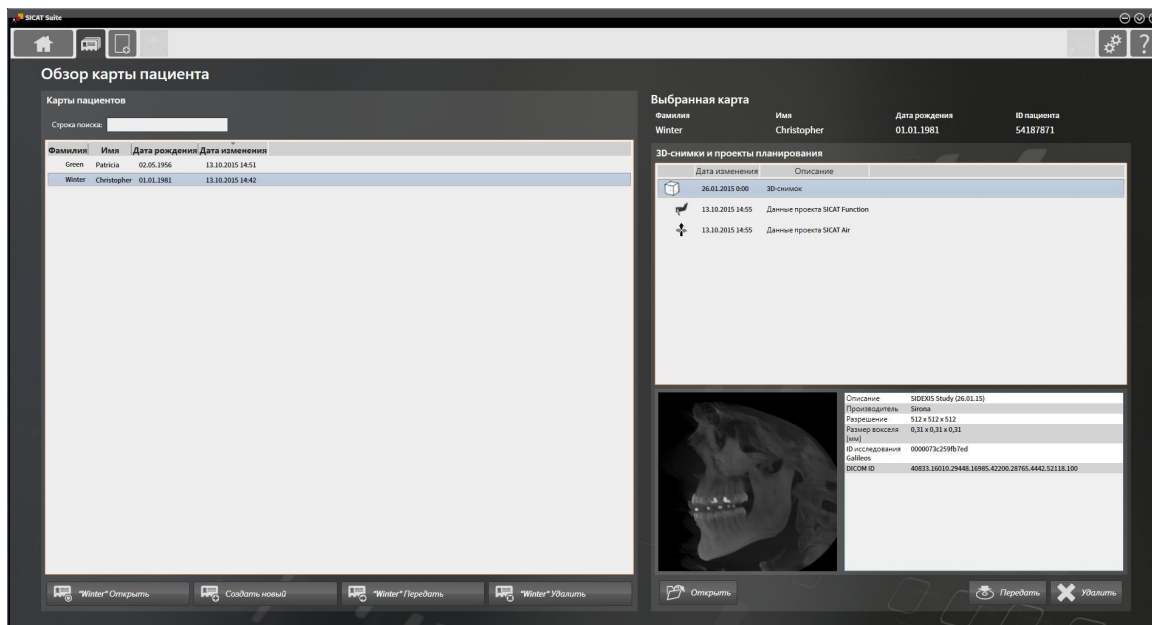 SICAT Suite
?
Обзор карты пациента
Карты пациентов
Строка поиска:
Фамилия Имя Дата рождения Дата изменения
Green Patricia 02.05.1956 13.10.2015 14:51
Winter Christopher 01.01.1981 13.10.2015 14:42
"Winter" Открыть
Создать новый
"Winter" Передать
"Winter" Удалить
Выбранная карта
Фамилия Имя Дата рождения ID пациента
Winter Christopher 01.01.1981 54187871
3D-снимки и проекты планирования
Дата изменения Описание
26.01.2015 0:00 3D-снимок
13.10.2015 14:55 Данные проекта SICAT Function
13.10.2015 14:55 Данные проекта SICAT Air
Описание SIDEXIS Study (26.01.15)
Производитель Sirona
Разрешение 512 x 512 x 512
Размер вокселя 0,31 x 0,31 x 0,31
[мм]
ID исследования 0000073c259fb7ed
Galileos
DICOM ID 40833.16010.29448.16985.42200.28765.4442.52118.100
Открыть
Передать
Удалить